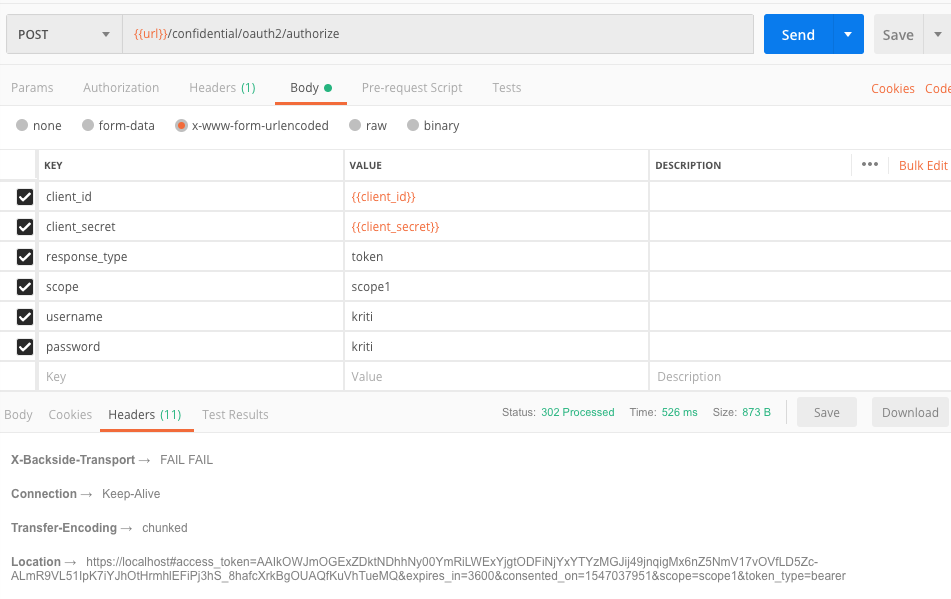 POST {{url}}/confidential/oauth2/authorize Send Save
Params Authorization Headers (1) Body Pre-request Script Tests Cookies Code
none form-data x-www-form-urlencoded raw binary
KEY VALUE DESCRIPTION ••• Bulk Edit
client_id {{client_id}}
client_secret {{client_secret}}
response_type token
scope scope1
username kriti
password kriti
Key Value Description
Body Cookies Headers (11) Test Results Status: 302 Processed Time: 526 ms Size: 873 B Save Download
X-Backside-Transport → FAIL FAIL
Connection → Keep-Alive
Transfer-Encoding → chunked
Location → https://localhost#access_token=AAIkOWJmOGExZDktNDhhNy00YmRiLWExYjgtODFiNjYxYTYzMGJij49jnqigMx6nZ5NmV17vOVfLD5Zc-
ALmR9VL51IpK7iYJhOtHrmhlEFiPj3hS_8hafcXrkBgOUAQfKuVhTueMQ&expires_in=3600&consented_on=1547037951&scope=scope1&token_type=bearer